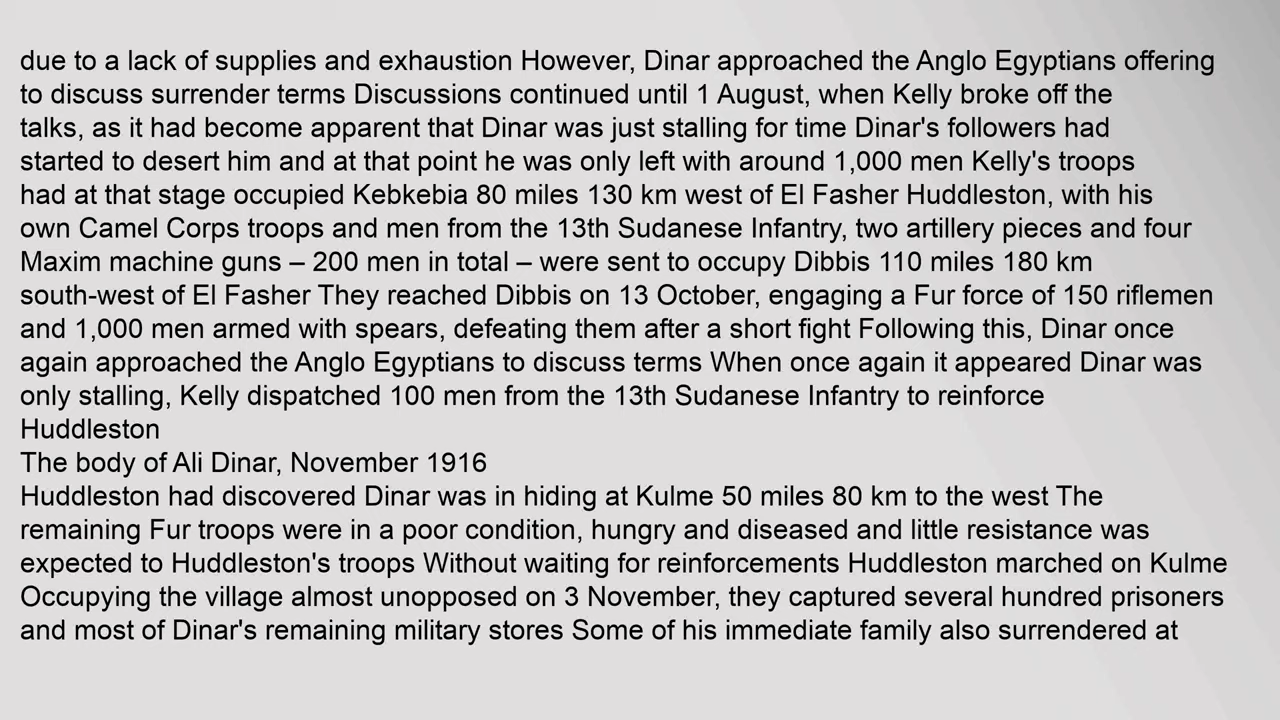 due to a lack of supplies and exhaustion However, Dinar approached the Anglo Egyptians offering
to discuss surrender terms Discussions continued until 1 August, when Kelly broke off the
talks, as it had become apparent that Dinar was just stalling for time Dinar's followers had
started to desert him and at that point he was only left with around 1,000 men Kelly's troops
had at that stage occupied Kebkebia 80 miles 130 km west of El Fasher Huddleston, with his
own Camel Corps troops and men from the 13th Sudanese Infantry, two artillery pieces and four
Maxim machine guns – 200 men in total – were sent to occupy Dibbis 110 miles 180 km
south-west of El Fasher They reached Dibbis on 13 October, engaging a Fur force of 150 riflemen
and 1,000 men armed with spears, defeating them after a short fight Following this, Dinar once
again approached the Anglo Egyptians to discuss terms When once again it appeared Dinar was
only stalling, Kelly dispatched 100 men from the 13th Sudanese Infantry to reinforce
Huddleston
The body of Ali Dinar, November 1916
Huddleston had discovered Dinar was in hiding at Kulme 50 miles 80 km to the west The
remaining Fur troops were in a poor condition, hungry and diseased and little resistance was
expected to Huddleston's troops Without waiting for reinforcements Huddleston marched on Kulme
Occupying the village almost unopposed on 3 November, they captured several hundred prisoners
and most of Dinar's remaining military stores Some of his immediate family also surrendered at